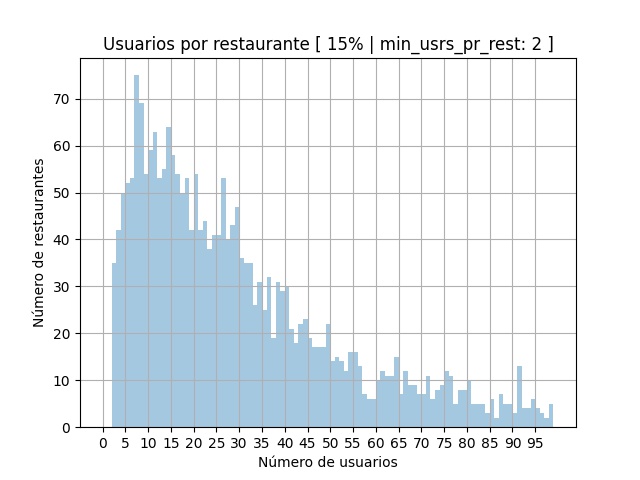 Usuarios por restaurante [ 15% | min_usrs_pr_rest: 2 ]
Número de restaurantes
70
60
50
40
30
20
10
0
0 5 10 15 20 25 30 35 40 45 50 55 60 65 70 75 80 85 90 95
Número de usuarios